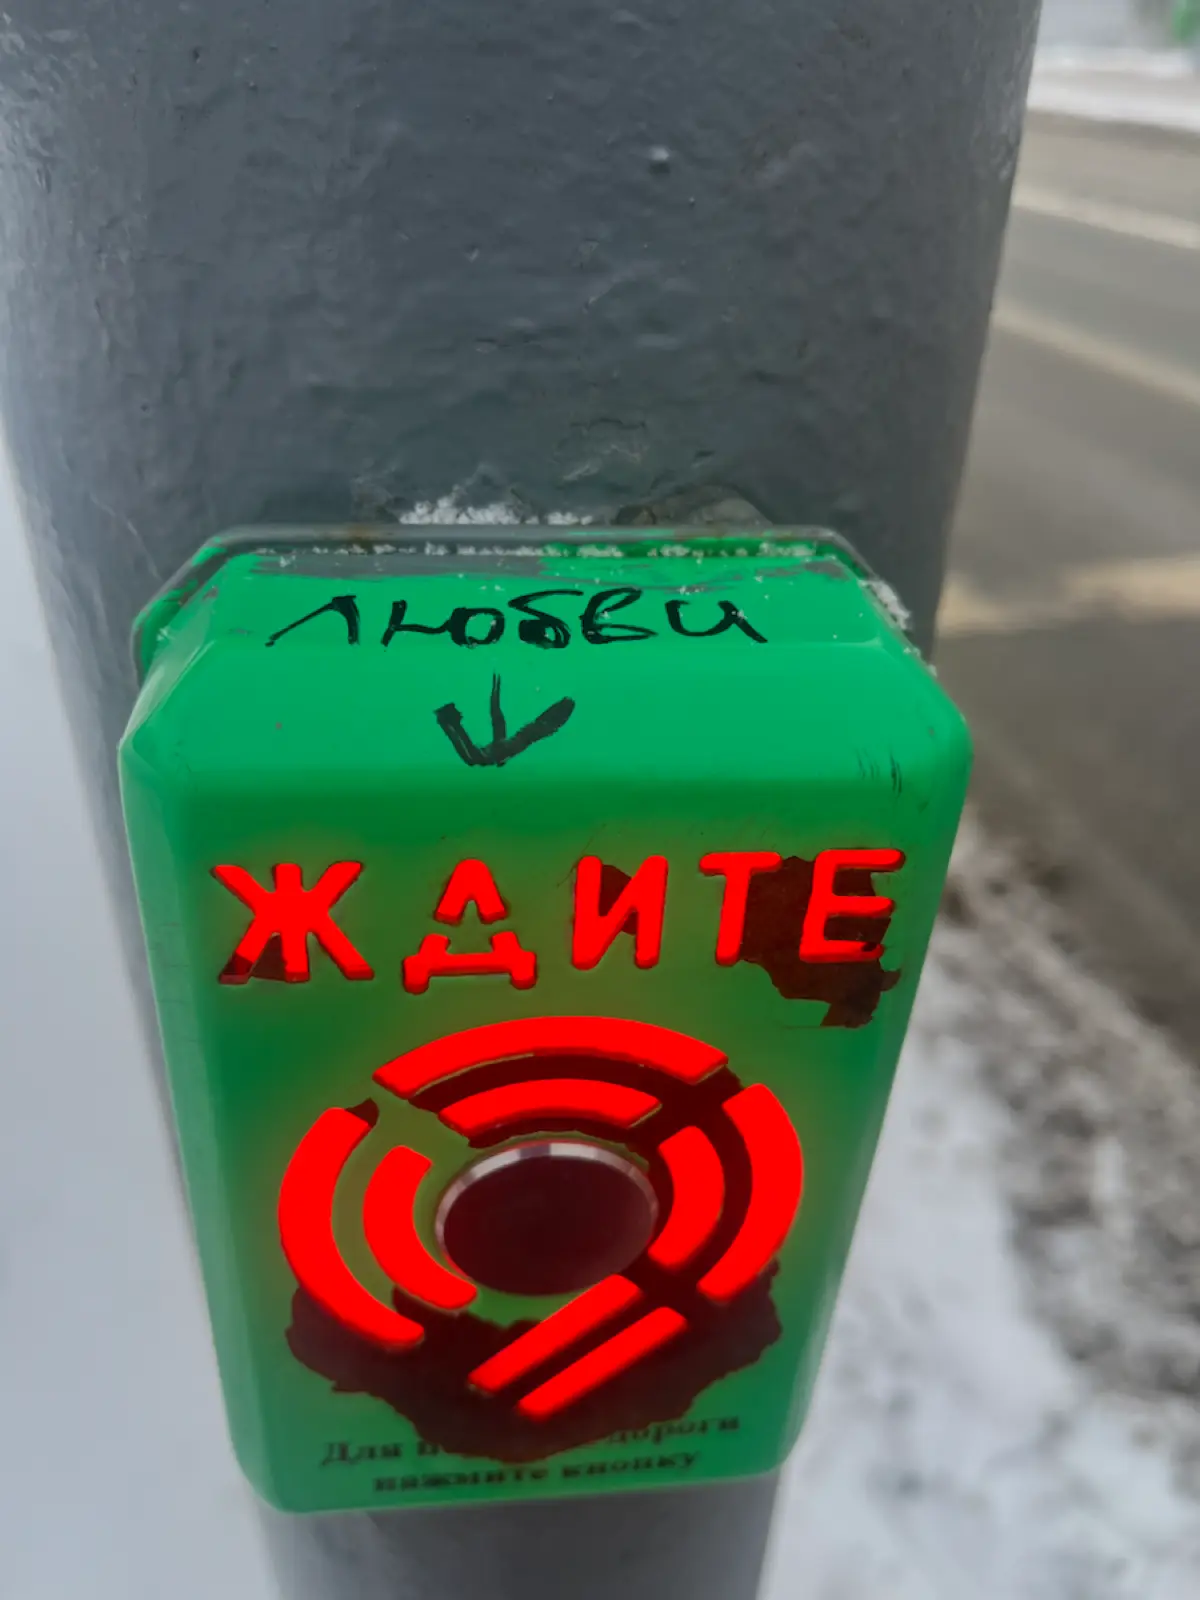 любви
ЖДИТЕ
Для дороги
нажмите кнопку